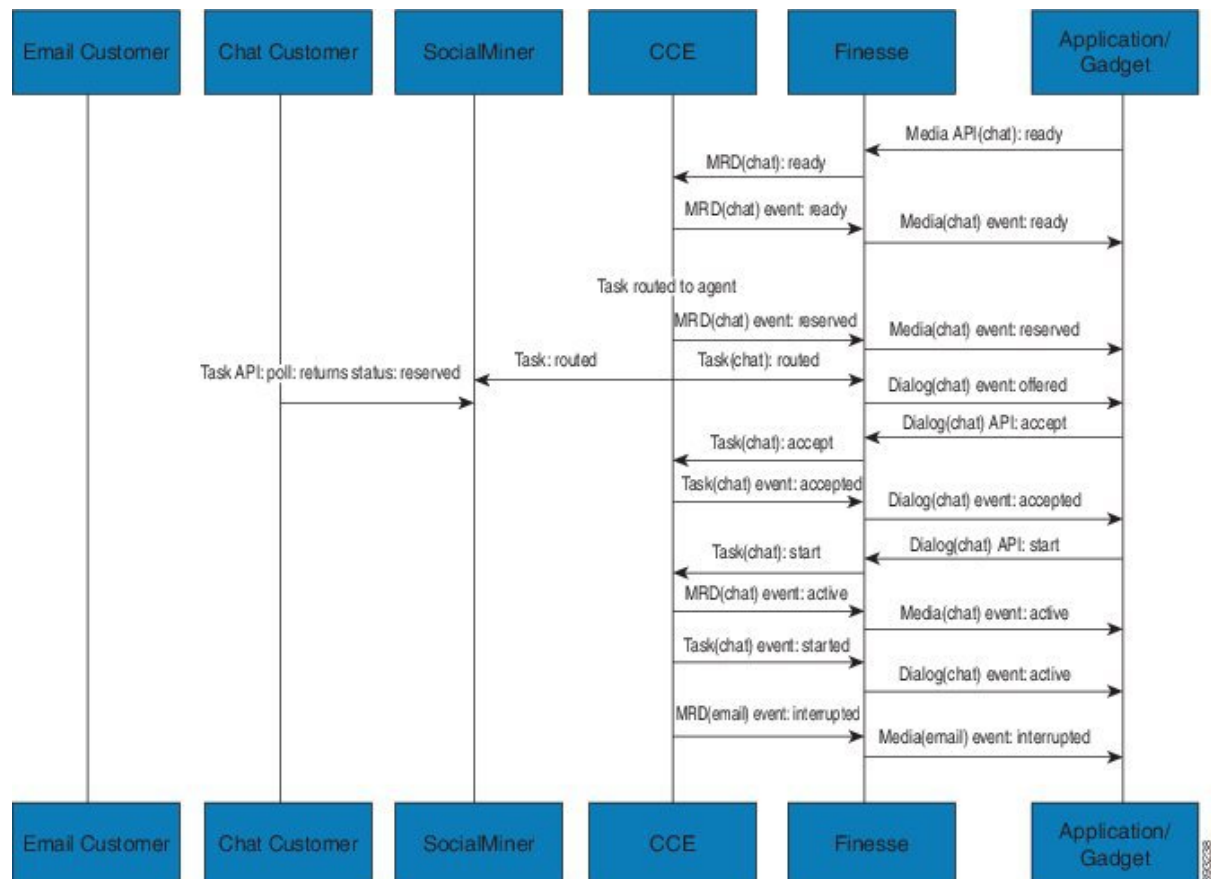 Email Customer
Chat Customer
SocialMiner
CCE
Finesse
Application/
Gadget
Media API(chat): ready
MRD(chat): ready
MRD(chat) event: ready
Media(chat) event: ready
Task routed to agent
MRD(chat) event: reserved
Media(chat) event: reserved
Task: routed
Task(chat): routed
Task API: poll: returns status: reserved
Dialog(chat) event: offered
Dialog(chat) API: accept
Task(chat): accept
Task(chat) event: accepted
Dialog(chat) event: accepted
Dialog(chat) API: start
Task(chat): start
MRD(chat) event: active
Media(chat) event: active
Task(chat) event: started
Dialog(chat) event: active
MRD(email) event: interrupted
Media(email) event: interrupted
Email Customer
Chat Customer
SocialMiner
CCE
Finesse
Application/
Gadget
393238